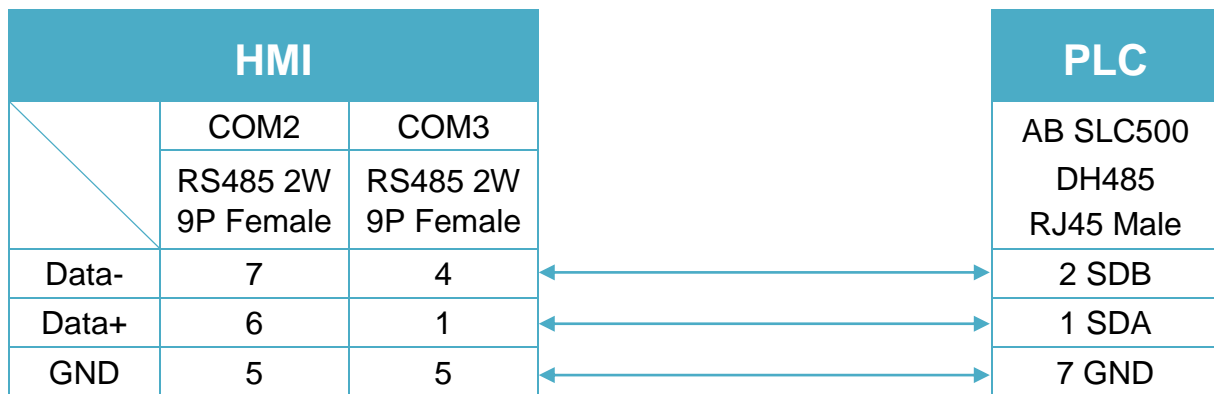 HMI PLC
COM2 COM3 AB SLC500
RS485 2W RS485 2W DH485
9P Female 9P Female RJ45 Male
Data- 7 4 2 SDB
Data+ 6 1 1 SDA
GND 5 5 7 GND